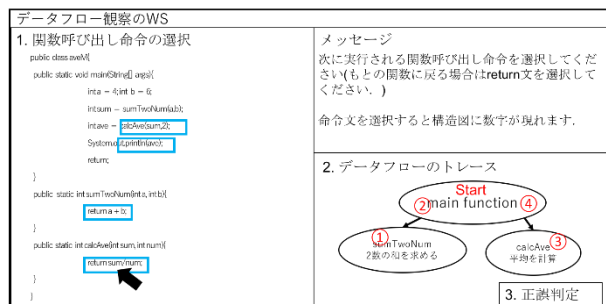 データフロー観察のWS
1. 関数呼び出し命令の選択
public class aveM{
public static void main(String[] args){
int a = 4;int b = 6;
int sum = sumTwoNum(a,b);
int ave = calcAve(sum,2);
System.out.println(ave);
return;
}
public static int sumTwoNum(int a, int b){
return a + b;
}
public static int calcAve(int sum, int num){
return sum/num;
}
}
メッセージ
次に実行される関数呼び出し命令を選択してくだ
さい(もとの関数に戻る場合はreturn文を選択して
ください．)
命令文を選択すると構造図に数字が現れます．
2. データフローのトレース
Start
②main function④
①
sumTwoNum
2数の和を求める
③
calcAve
平均を計算
3. 正誤判定